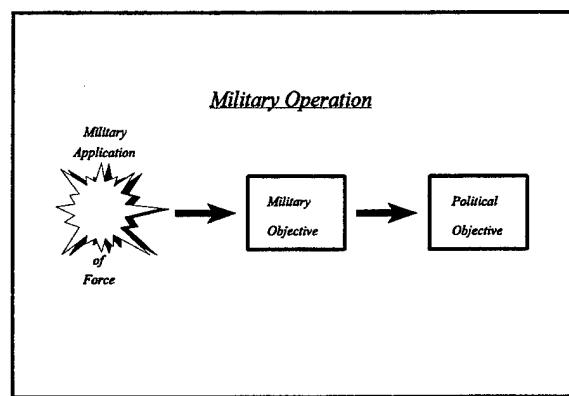 Military Operation
Military
Application
of
Force
Military
Objective
Political
Objective